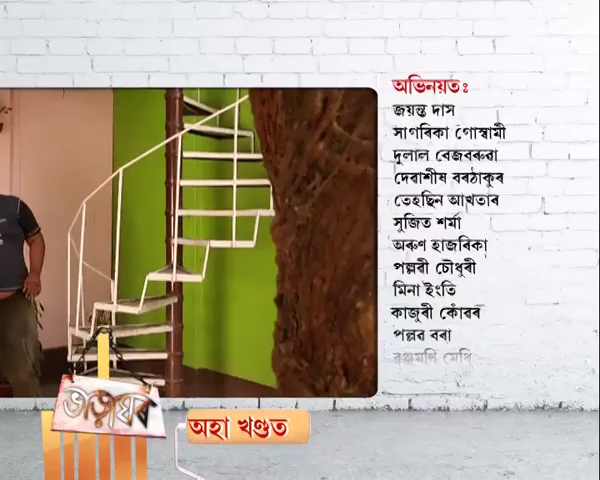 অভিনয়তঃ
জয়ন্ত দাস
সাগৰিকা গোস্বামী
দুলাল বেজবৰুৱা
দেৱাশীষ বৰঠাকুৰ
তেহছিন আখতাৰ
সুজিত শৰ্মা
অৰুণ হাজৰিকা
পল্লৱী চৌধুৰী
মিনা ইংতি
কাজুৰী কোঁৱৰ
পল্লৱ বৰা
ভাড়াঘৰ
অহা খণ্ডত